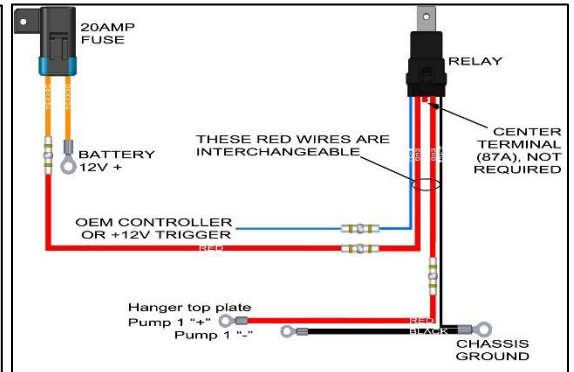 20AMP
FUSE
RELAY
BATTERY
12V +
THESE RED WIRES ARE
INTERCHANGEABLE
CENTER
TERMINAL
(87A), NOT
REQUIRED
OEM CONTROLLER
OR +12V TRIGGER
RED
Hanger top plate
Pump 1 "+"
RED
Pump 1 "-"
BLACK
CHASSIS
GROUND